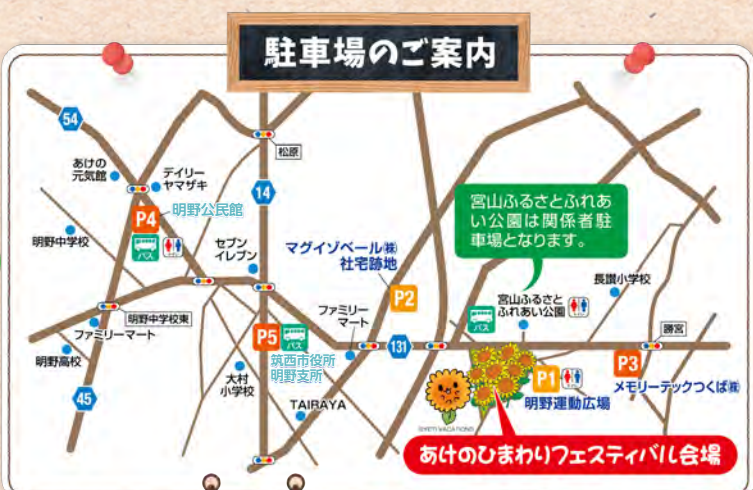 駐車場のご案内
54
松原
あけの
元気館
デイリー
ヤマザキ
14
P4
明野公民館
バス
明野中学校
セブン
イレブン
マグイゾベール㈱
社宅跡地
P2
宮山ふるさとふれあ
い公園は関係者駐
車場となります。
バス
宮山ふるさと
ふれあい公園
長讃小学校
明野中学校東
ファミリーマート
P5
バス
筑西市役所
明野支所
ファミリー
マート
131
勝宮
P3
メモリーテックつくば㈱
明野高校
45
大村
小学校
TAIRAYA
P1
明野運動広場
あけのひまわりフェスティバル会場